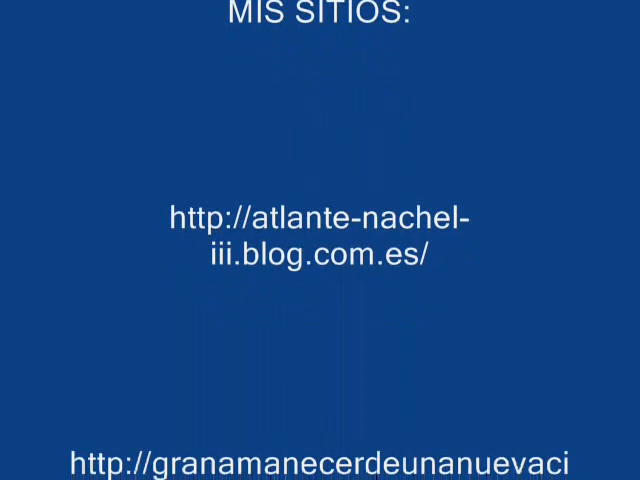 MIS SITIOS:
http://atlante-nachel-
iii.blog.com.es/
http://granamanecerdeunanuevaci